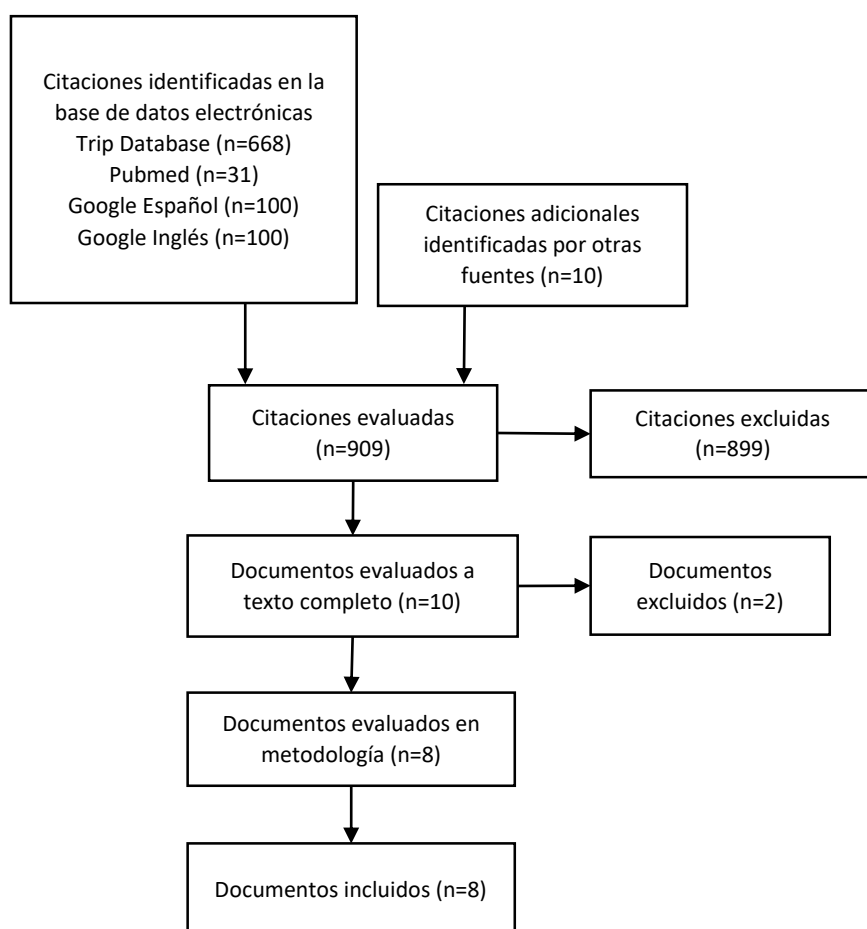 Citaciones identificadas en la
base de datos electrónicas
Trip Database (n=668)
Pubmed (n=31)
Google Español (n=100)
Google Inglés (n=100)
Citaciones adicionales
identificadas por otras
fuentes (n=10)
Citaciones evaluadas
(n=909)
Citaciones excluidas
(n=899)
Documentos evaluados a
texto completo (n=10)
Documentos
excluidos (n=2)
Documentos evaluados en
metodología (n=8)
Documentos incluidos (n=8)